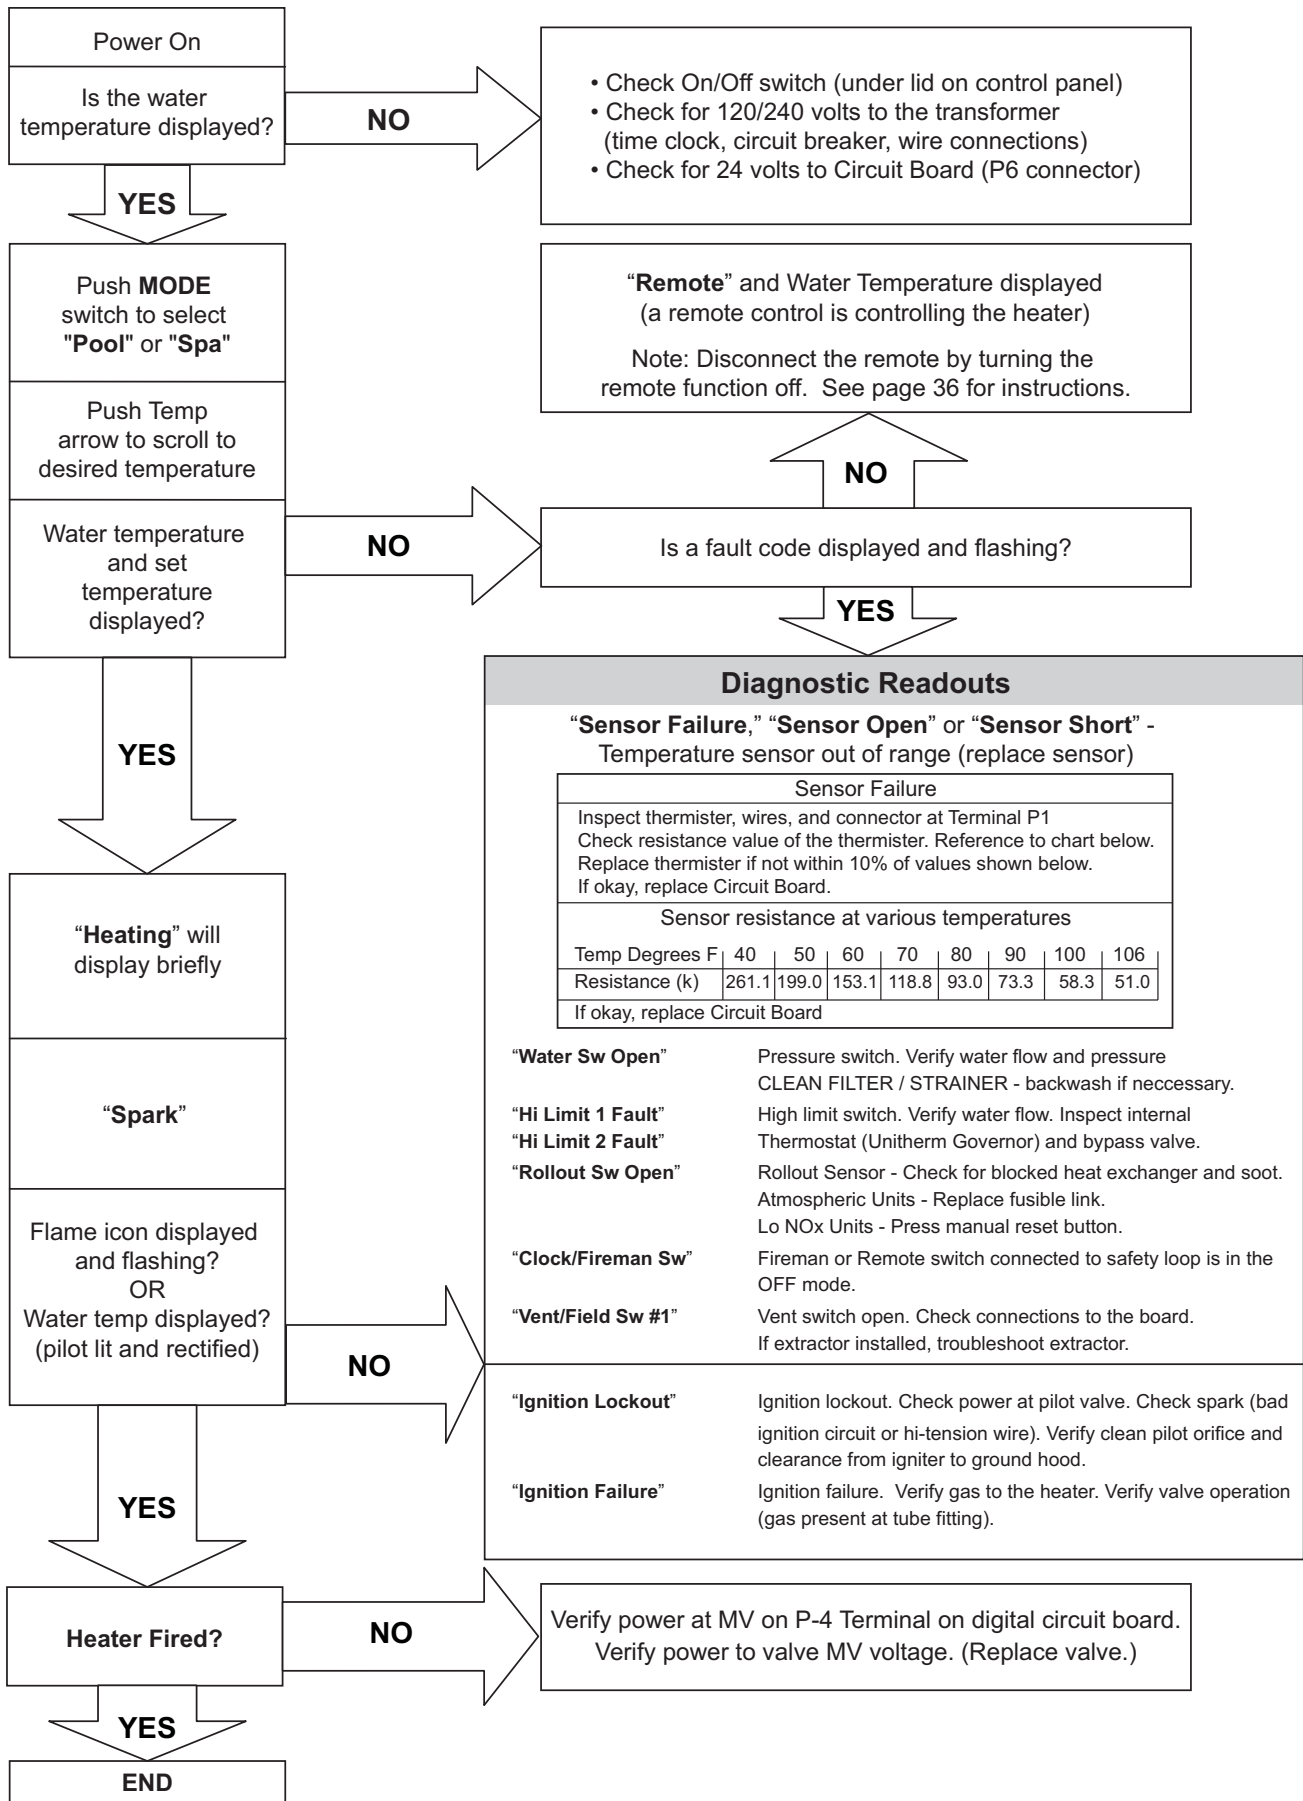 Power On
Is the water
temperature displayed?
NO
• Check On/Off switch (under lid on control panel)
• Check for 120/240 volts to the transformer
(time clock, circuit breaker, wire connections)
• Check for 24 volts to Circuit Board (P6 connector)
YES
Push MODE
switch to select
"Pool" or "Spa"
Push Temp
arrow to scroll to
desired temperature
Water temperature
and set
temperature
displayed?
NO
Is a fault code displayed and flashing?
NO
“Remote” and Water Temperature displayed
(a remote control is controlling the heater)
Note: Disconnect the remote by turning the
remote function off. See page 36 for instructions.
YES
Diagnostic Readouts
“Sensor Failure,” “Sensor Open” or “Sensor Short” -
Temperature sensor out of range (replace sensor)
Sensor Failure
Inspect thermister, wires, and connector at Terminal P1
Check resistance value of the thermister. Reference to chart below.
Replace thermister if not within 10% of values shown below.
If okay, replace Circuit Board.
Sensor resistance at various temperatures
Temp Degrees F 40 50 60 70 80 90 100 106
Resistance (k) 261.1 199.0 153.1 118.8 93.0 73.3 58.3 51.0
If okay, replace Circuit Board
“Water Sw Open” Pressure switch. Verify water flow and pressure
CLEAN FILTER / STRAINER - backwash if neccessary.
“Hi Limit 1 Fault” High limit switch. Verify water flow. Inspect internal
“Hi Limit 2 Fault” Thermostat (Unitherm Governor) and bypass valve.
“Rollout Sw Open” Rollout Sensor - Check for blocked heat exchanger and soot.
Atmospheric Units - Replace fusible link.
Lo NOx Units - Press manual reset button.
“Clock/Fireman Sw” Fireman or Remote switch connected to safety loop is in the
OFF mode.
“Vent/Field Sw #1” Vent switch open. Check connections to the board.
If extractor installed, troubleshoot extractor.
“Ignition Lockout” Ignition lockout. Check power at pilot valve. Check spark (bad
ignition circuit or hi-tension wire). Verify clean pilot orifice and
clearance from igniter to ground hood.
“Ignition Failure” Ignition failure. Verify gas to the heater. Verify valve operation
(gas present at tube fitting).
YES
“Heating” will
display briefly
“Spark”
Flame icon displayed
and flashing?
OR
Water temp displayed?
(pilot lit and rectified)
NO
YES
Heater Fired?
NO
Verify power at MV on P-4 Terminal on digital circuit board.
Verify power to valve MV voltage. (Replace valve.)
YES
END